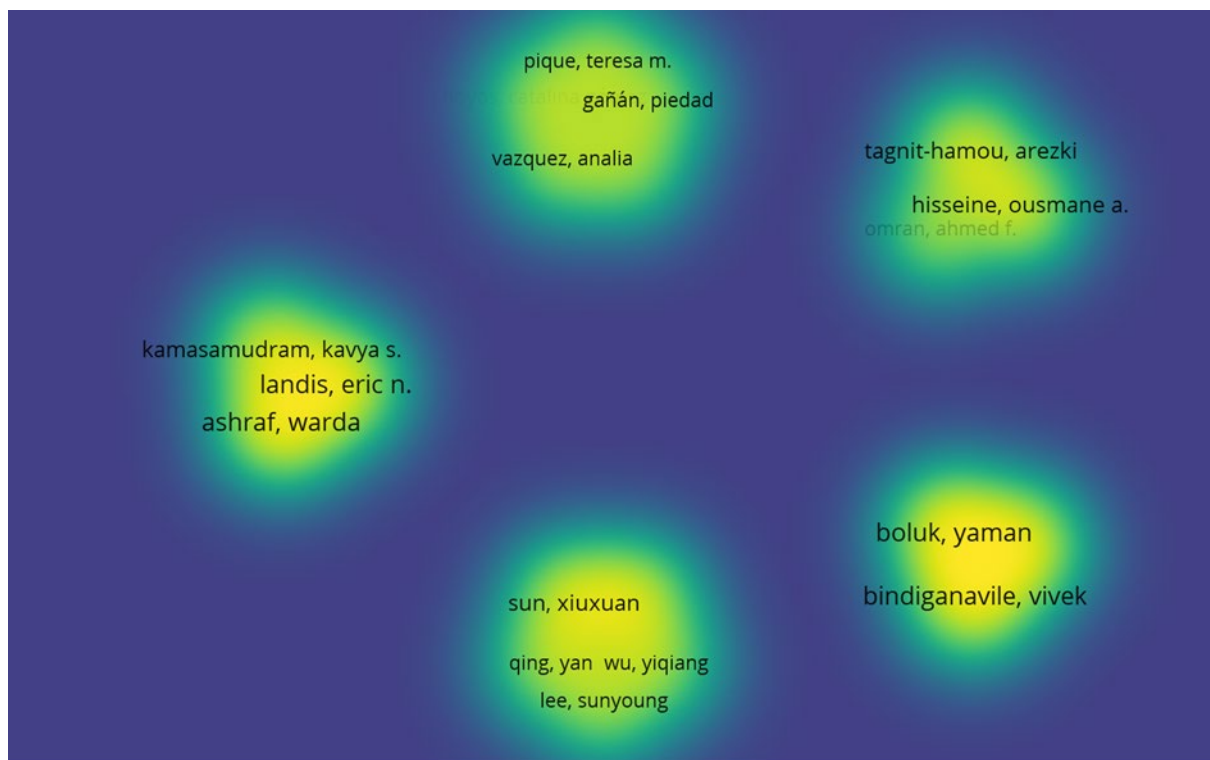 pique, teresa m.
catalina
gañán, piedad
vazquez, analia
tagnit-hamou, arezki
hisseine, ousmane a.
omran, ahmed f.
kamasamudram, kavya s.
landis, eric n.
ashraf, warda
boluk, yaman
bindiganavile, vivek
sun, xiuxuan
qing, yan wu, yiqiang
lee, sunyoung